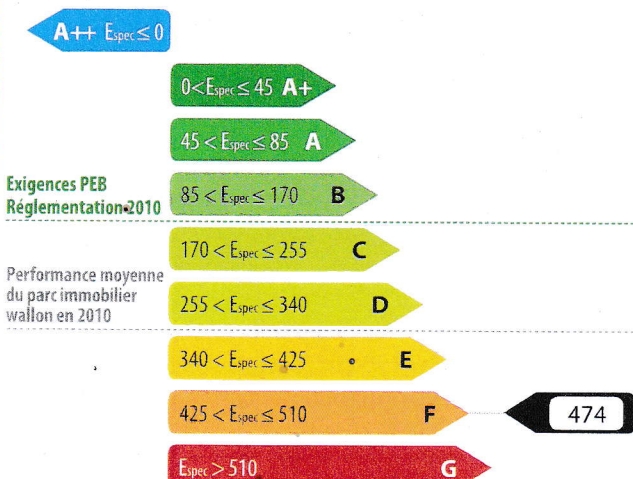 A++ Espec ≤ 0
0 < Espec ≤ 45 A+
45 < Espec ≤ 85 A
Exigences PEB
Réglementation 2010
85 < Espec ≤ 170 B
170 < Espec ≤ 255 C
Performance moyenne
du parc immobilier
wallon en 2010
255 < Espec ≤ 340 D
340 < Espec ≤ 425 E
425 < Espec ≤ 510 F
474
Espec > 510 G